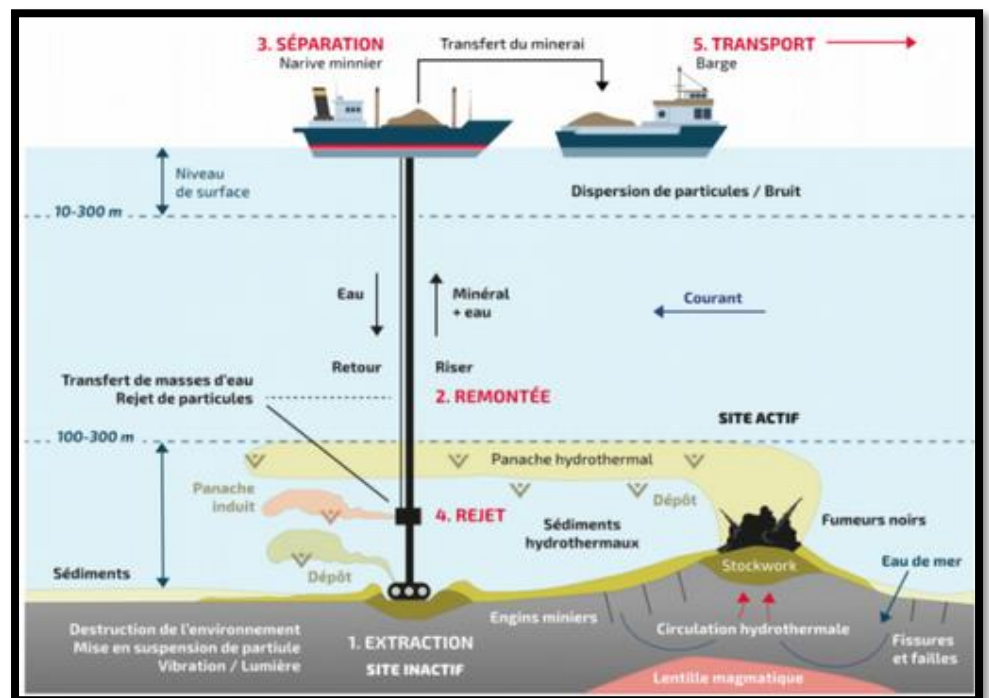 3. SÉPARATION
Narive minnier
Transfert du minerai
5. TRANSPORT
Barge
Niveau
de surface
Dispersion de particules / Bruit
10-300 m
Eau
Minéral
+ eau
Courant
Retour
Riser
Transfert de masses d'eau
Rejet de particules
2. REMONTÉE
SITE ACTIF
100-300 m
Panache hydrothermal
Panache
induit
Dépôt
4. REJET
Sédiments
hydrothermaux
Fumeurs noirs
Sédiments
Dépôt
Stockwork
Eau de mer
Engins miniers
Destruction de l'environnement
Mise en suspension de partiule
Vibration / Lumière
1. EXTRACTION
SITE INACTIF
Circulation hydrothermale
Fissures
et failles
Lentille magmatique